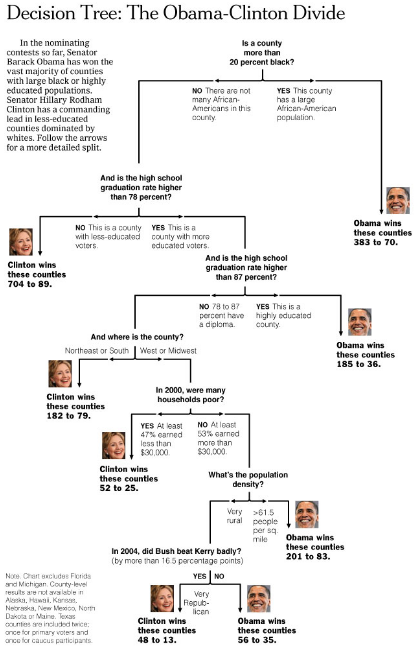 Decision Tree: The Obama-Clinton Divide
In the nominating
contests so far, Senator
Barack Obama has won the
vast majority of counties
with large black or highly
educated populations.
Senator Hillary Rodham
Clinton has a commanding
lead in less-educated
counties dominated by
whites. Follow the arrows
for a more detailed split.
Is a county
more than
20 percent black?
NO There are not
many African-
Americans in this
county.
YES This county
has a large
African-American
population.
And is the high school
graduation rate higher
than 78 percent?
Obama wins
these counties
383 to 70.
NO This is a county
with less-educated
voters.
YES This is a
county with more
educated voters.
Clinton wins
these counties
704 to 89.
And is the high school
graduation rate higher
than 87 percent?
NO 78 to 87
percent have
a diploma.
YES This is a
highly educated
county.
Obama wins
these counties
185 to 36.
And where is the county?
Northeast or South
West or Midwest
Clinton wins
these counties
182 to 79.
In 2000, were many
households poor?
YES At least
47% earned
less than
$30,000.
NO At least
53% earned
more than
$30,000.
Clinton wins
these counties
52 to 25.
What's the population
density?
Very
rural
>61.5
people
per sq.
mile
Obama wins
these counties
201 to 83.
In 2004, did Bush beat Kerry badly?
(by more than 16.5 percentage points)
YES
NO
Very
Repub-
lican
Clinton wins
these counties
48 to 13.
Obama wins
these counties
56 to 35.
Note: Chart excludes Florida
and Michigan. County-level
results are not available in
Alaska, Hawaii, Kansas,
Nebraska, New Mexico, North
Dakota or Maine. Texas
counties are included twice;
once for primary voters and
once for caucus participants.